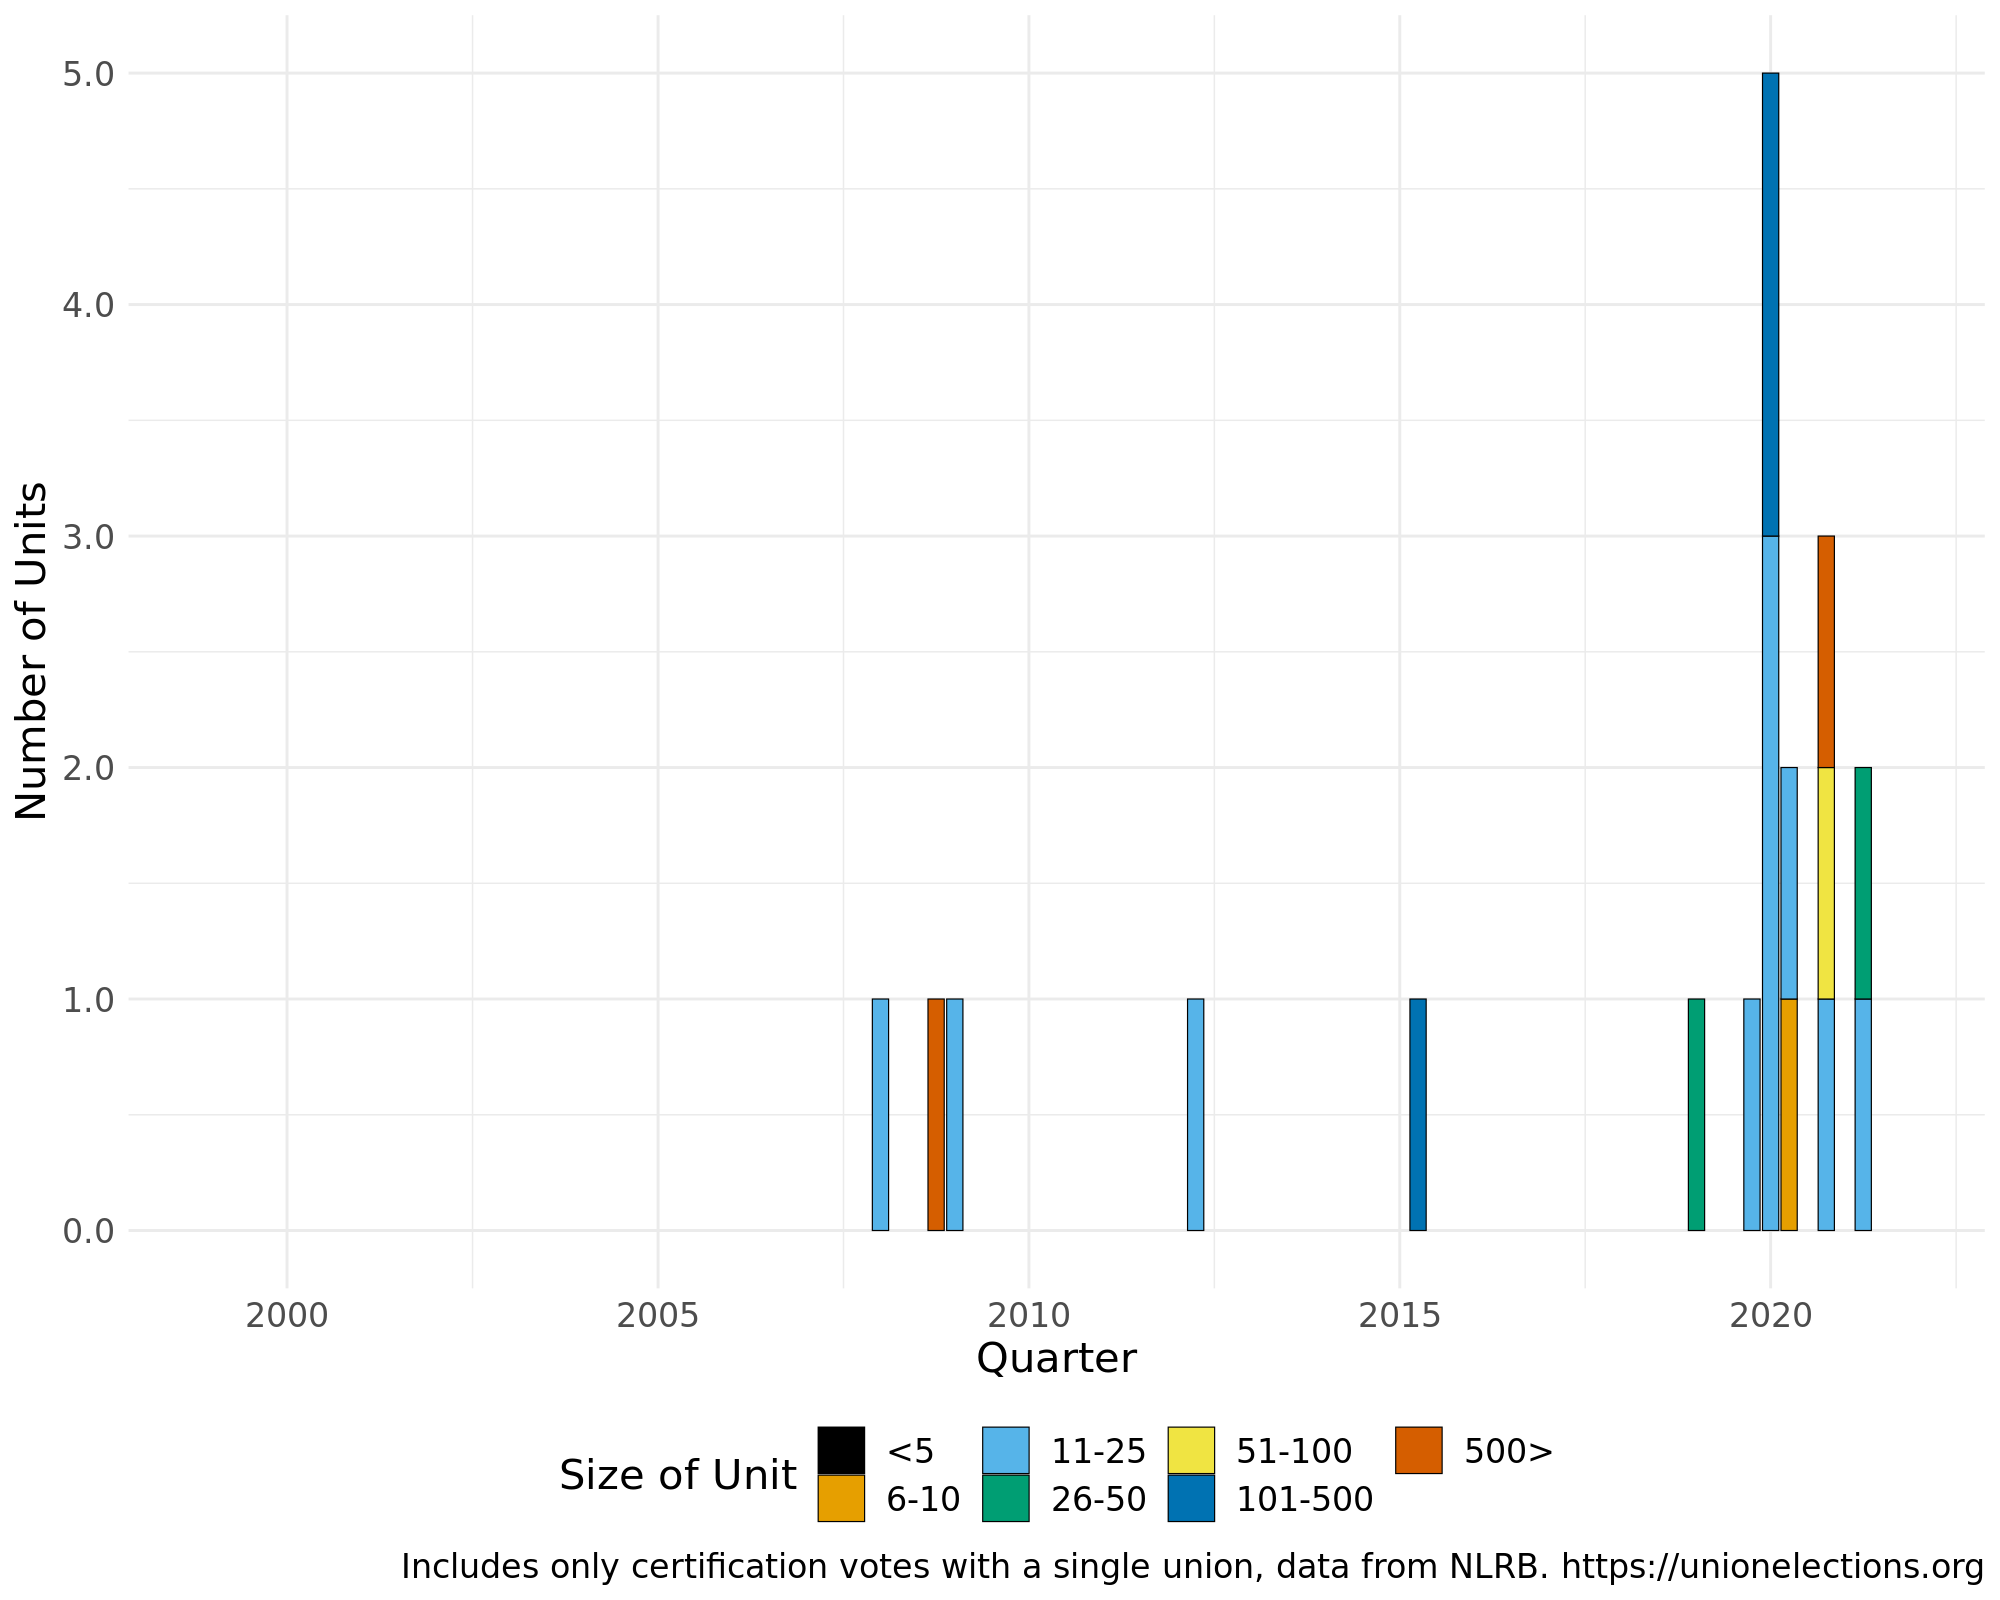 5.0
4.0
3.0
2.0
1.0
0.0
Number of Units
2000 2005 2010 2015 2020
Quarter
Size of Unit
<5 11-25 51-100 500>
6-10 26-50 101-500
Includes only certification votes with a single union, data from NLRB. https://unionelections.org